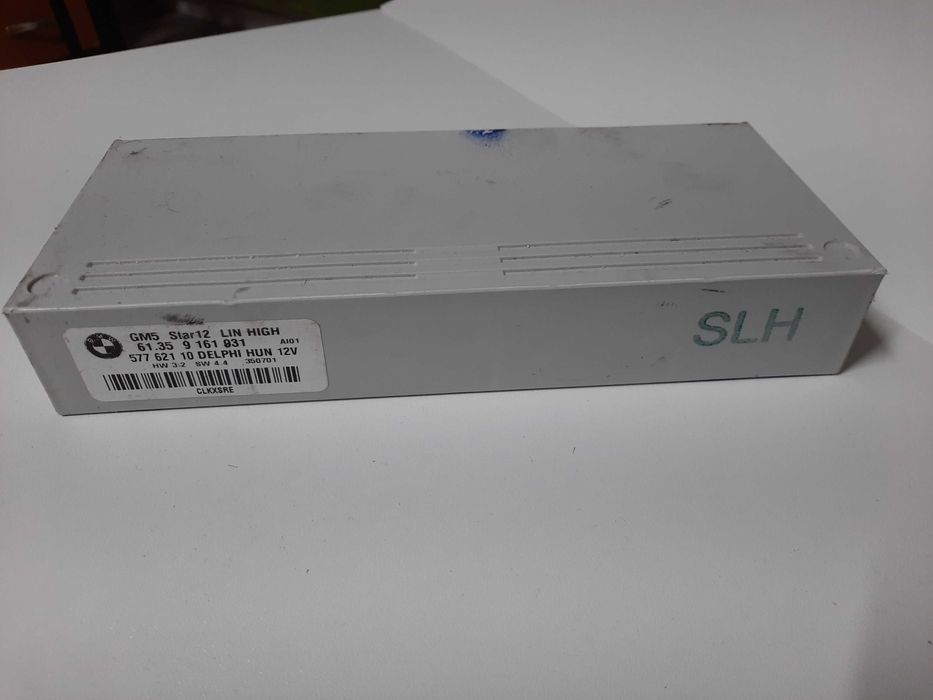 GM5 Star12 LIN HIGH
61.35 9 161 931 AI01
577 621 10 DELPHI HUN 12V
HW 3.2 SW 4.4 350701
CLKXSRE
SLH